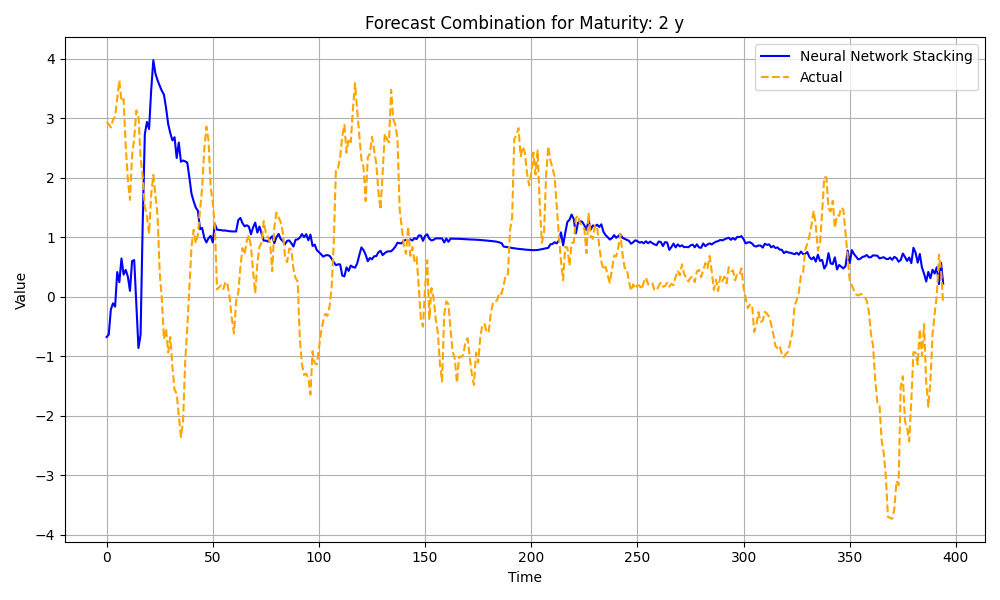 Forecast Combination for Maturity: 2 y
Neural Network Stacking
Actual
Value
4
3
2
1
0
−1
−2
−3
−4
0 50 100 150 200 250 300 350 400
Time